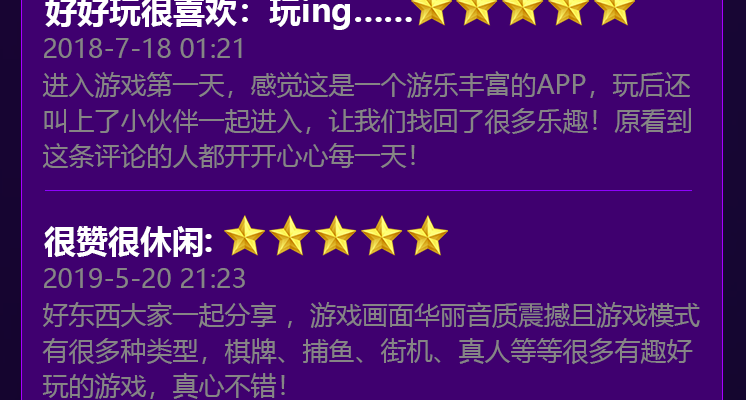 好好玩很喜欢：玩ing……
2018-7-18 01:21
进入游戏第一天，感觉这是一个游乐丰富的APP，玩后还
叫上了小伙伴一起进入，让我们找回了很多乐趣！原看到
这条评论的人都开开心心每一天！
很赞很休闲:
2019-5-20 21:23
好东西大家一起分享 ，游戏画面华丽音质震撼且游戏模式
有很多种类型，棋牌、捕鱼、街机、真人等等很多有趣好
玩的游戏，真心不错！